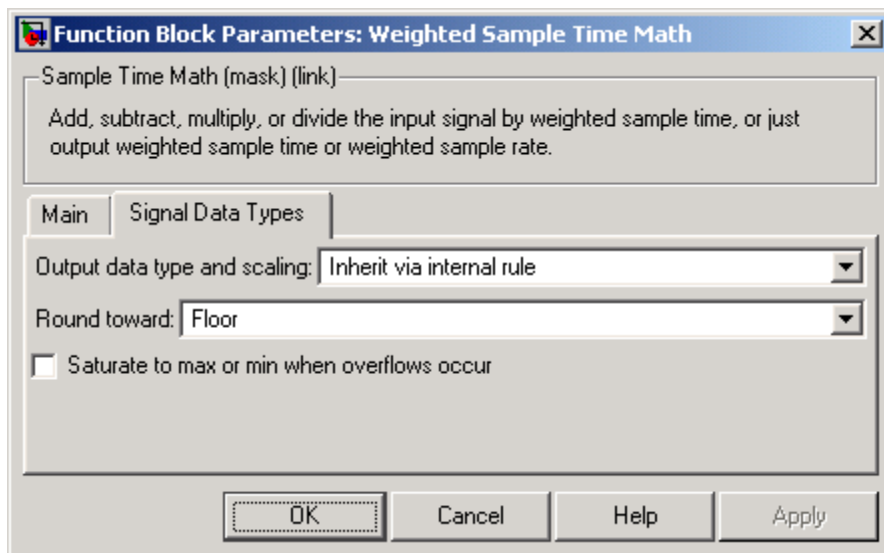 Function Block Parameters: Weighted Sample Time Math
Sample Time Math (mask) (link)
Add, subtract, multiply, or divide the input signal by weighted sample time, or just
output weighted sample time or weighted sample rate.
Main Signal Data Types
Output data type and scaling: Inherit via internal rule
Round toward: Floor
Saturate to max or min when overflows occur
OK Cancel Help Apply